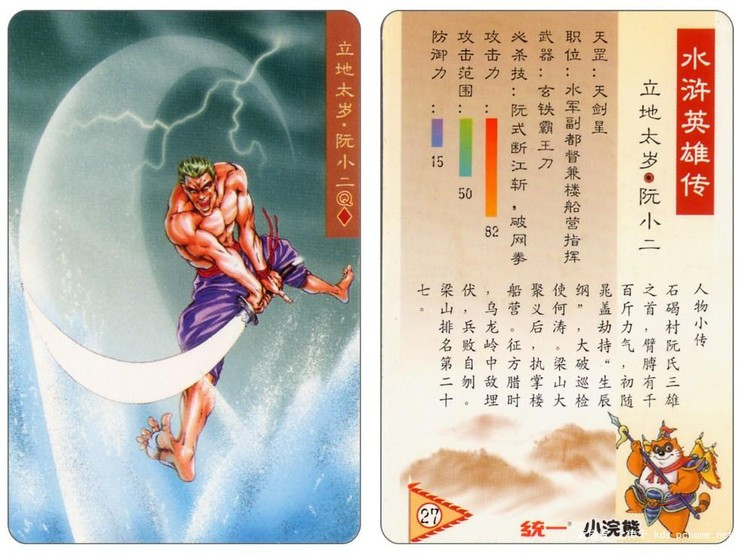 立地太岁·阮小二
Q
水浒英雄传
立地太岁·阮小二
天罡：天剑星
职位：水军副都督兼楼船营指挥
武器：玄铁霸王刀
必杀技：阮式断江斩，破网拳
攻击力：
82
攻击范围：
50
防御力：
15
人物小传
石碣村阮氏三雄
之首，臂膊有千
百斤力气，初随
晁盖劫持“生辰
纲”，大破巡检
使何涛。梁山大
聚义后，执掌楼
船营。征方腊时
，乌龙岭中敌埋
伏，兵败自刎。
梁山排名第二十
七。
27
统一
小浣熊